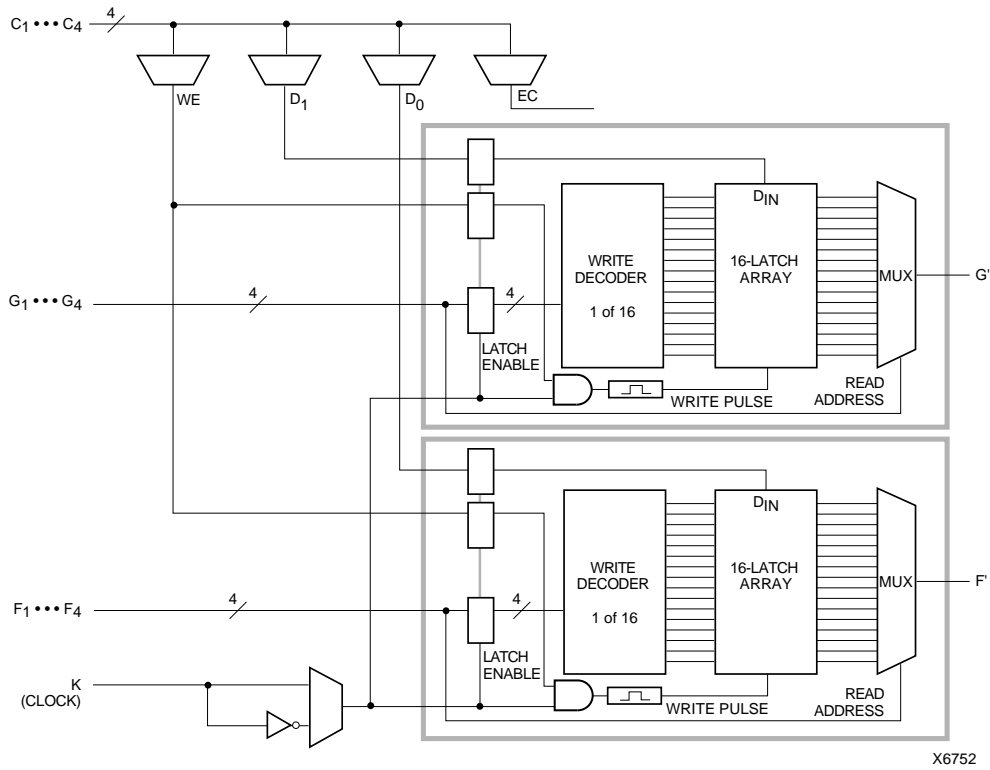 C1 ••• C4
4
WE
D1
D0
EC
DIN
WRITE
DECODER
1 of 16
16-LATCH
ARRAY
MUX
G'
G1 ••• G4
4
4
LATCH
ENABLE
WRITE PULSE
READ
ADDRESS
DIN
WRITE
DECODER
1 of 16
16-LATCH
ARRAY
MUX
F'
F1 ••• F4
4
4
LATCH
ENABLE
WRITE PULSE
READ
ADDRESS
K
(CLOCK)
X6752